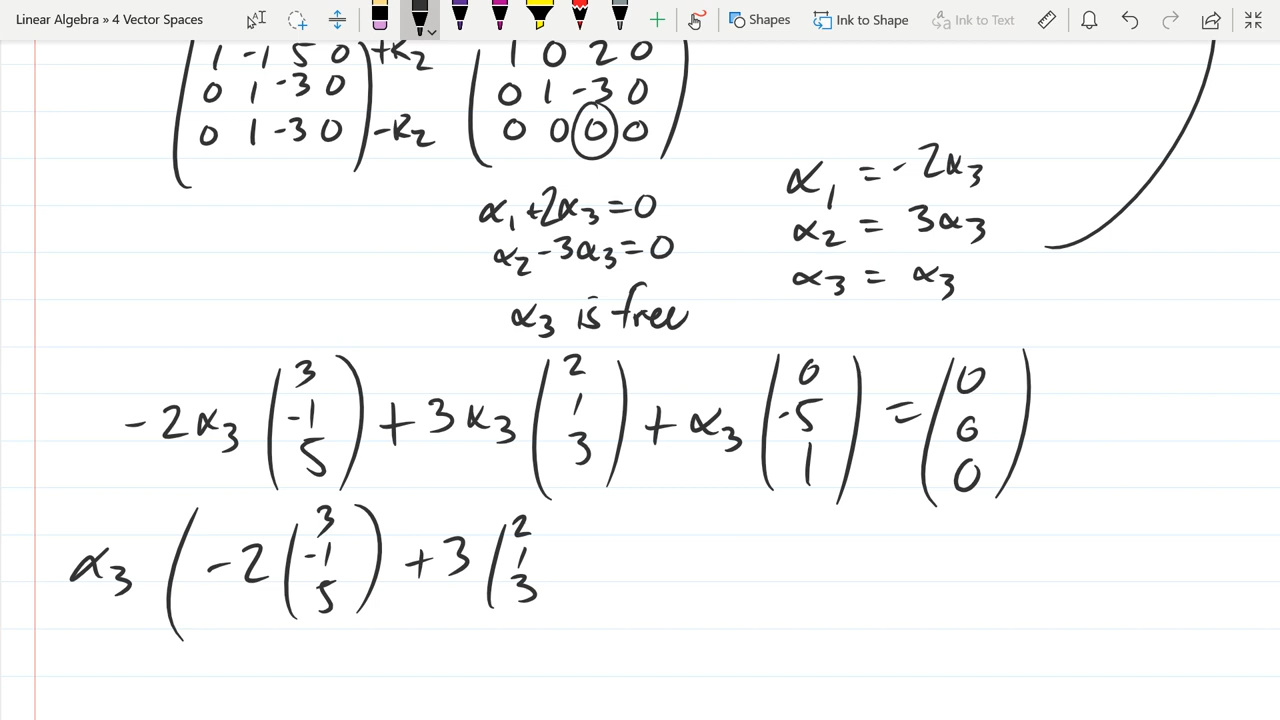 Linear Algebra » 4 Vector Spaces Shapes Ink to Shape Ink to Text
1 -1 5 0 +R2 1 0 2 0
0 1 -3 0 0 1 -3 0
0 1 -3 0 -R2 0 0 0 0
α1 = -2α3
α1 + 2α3 = 0
α2 = 3α3
α2 - 3α3 = 0
α3 = α3
α3 is free
-2α3 (3 -1 5) + 3α3 (2 1 3) + α3 (0 -5 1) = (0 0 0)
α3 ( -2 (3 -1 5) + 3 (2 1 3